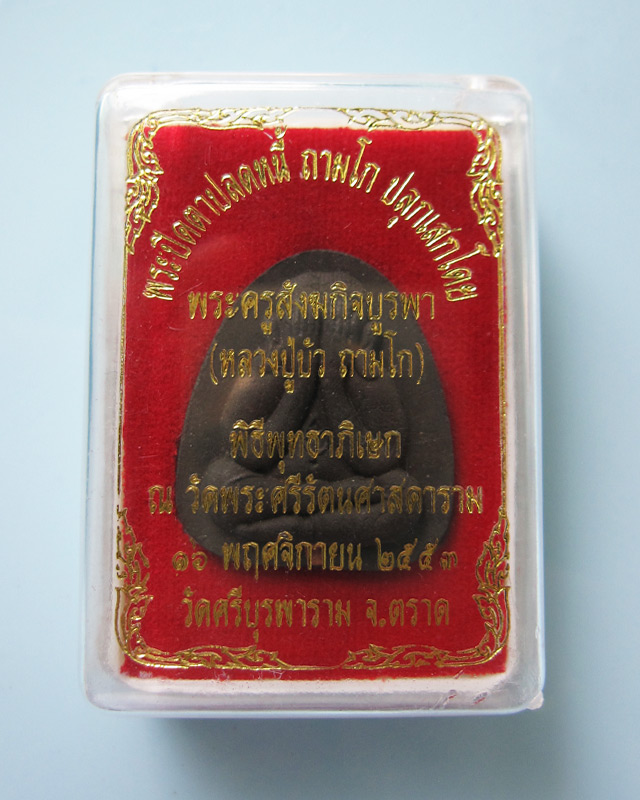 พระปิดตาปลดหนี้ ถามโก ปลุกเสกโดย
พระครูสังฆกิจบูรพา
(หลวงปู่บัว ถามโก)
พิธีพุทธาภิเษก
ณ วัดพระศรีรัตนศาสดาราม
๑๖ พฤศจิกายน ๒๕๕๓
วัดศรีบุรพาราม จ.ตราด